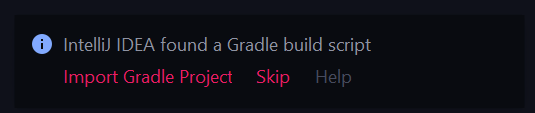 IntelliJ IDEA found a Gradle build script
Import Gradle Project Skip Help